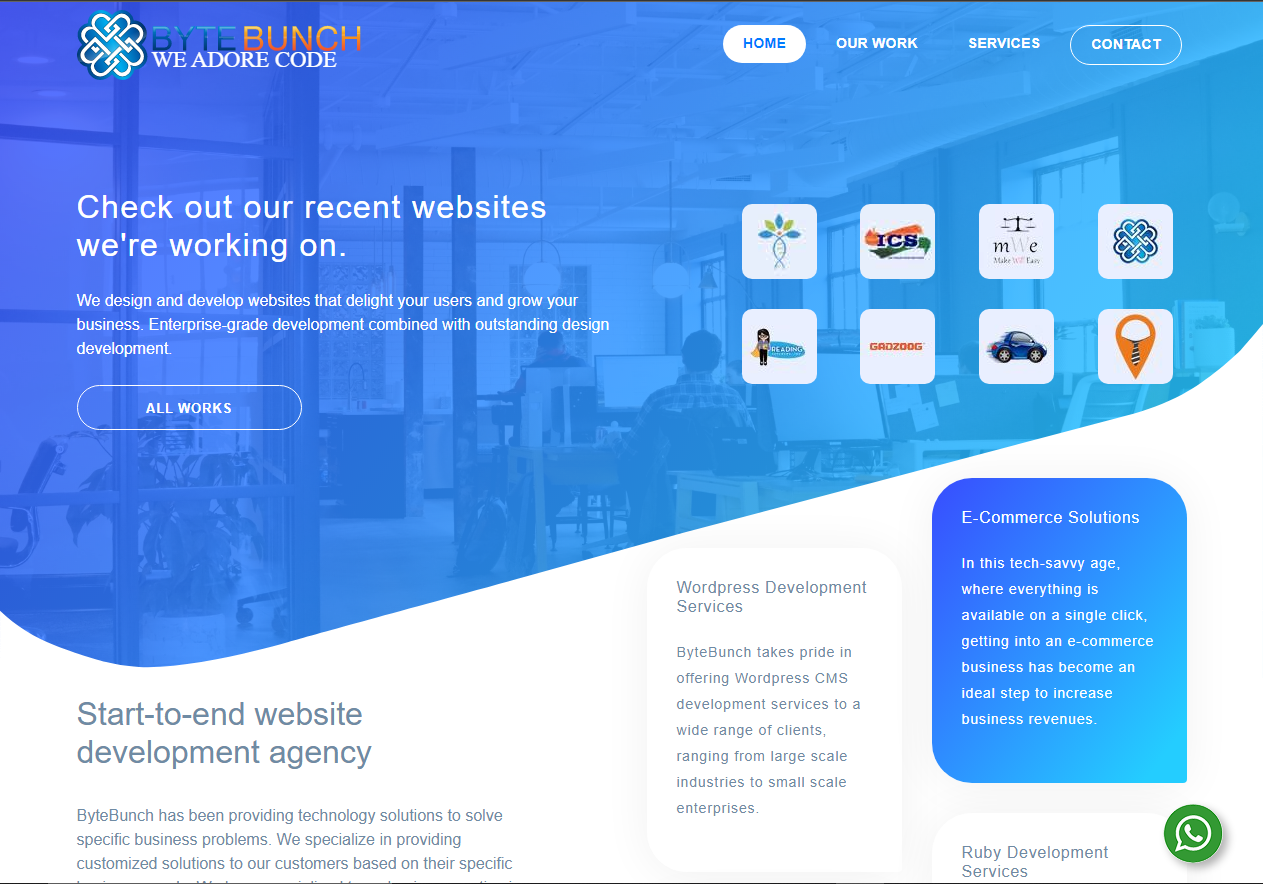 BYTE BUNCH
WE ADORE CODE
HOME
OUR WORK
SERVICES
CONTACT
Check out our recent websites
we're working on.
We design and develop websites that delight your users and grow your
business. Enterprise-grade development combined with outstanding design
development.
ALL WORKS
ICS
mWe
Make Will Easy
READING
GADZOOG
E-Commerce Solutions
In this tech-savvy age,
where everything is
available on a single click,
getting into an e-commerce
business has become an
ideal step to increase
business revenues.
Wordpress Development
Services
ByteBunch takes pride in
offering Wordpress CMS
development services to a
wide range of clients,
ranging from large scale
industries to small scale
enterprises.
Ruby Development
Services
Start-to-end website
development agency
ByteBunch has been providing technology solutions to solve
specific business problems. We specialize in providing
customized solutions to our customers based on their specific